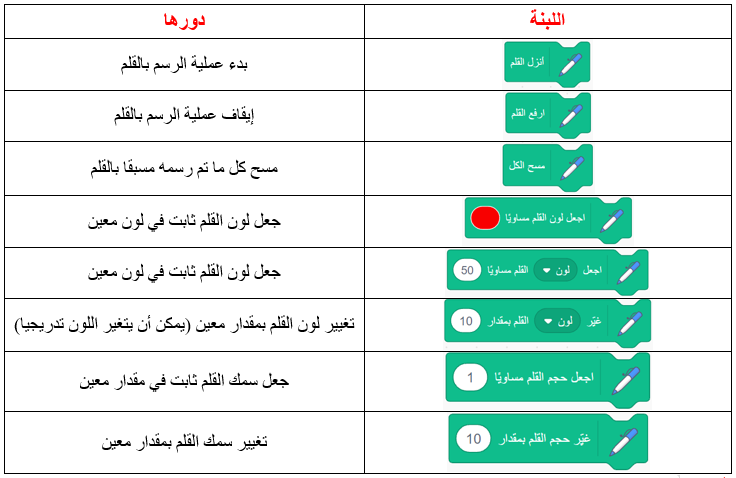 اللبنة
دورها
أنزل القلم
بدء عملية الرسم بالقلم
ارفع القلم
إيقاف عملية الرسم بالقلم
مسح الكل
مسح كل ما تم رسمه مسبقا بالقلم
اجعل لون القلم مساويًا
جعل لون القلم ثابت في لون معين
اجعل لون القلم مساويًا 50
جعل لون القلم ثابت في لون معين
غيّر لون القلم بمقدار 10
تغيير لون القلم بمقدار معين (يمكن أن يتغير اللون تدريجيا)
اجعل حجم القلم مساويًا 1
جعل سمك القلم ثابت في مقدار معين
غيّر حجم القلم بمقدار 10
تغيير سمك القلم بمقدار معين